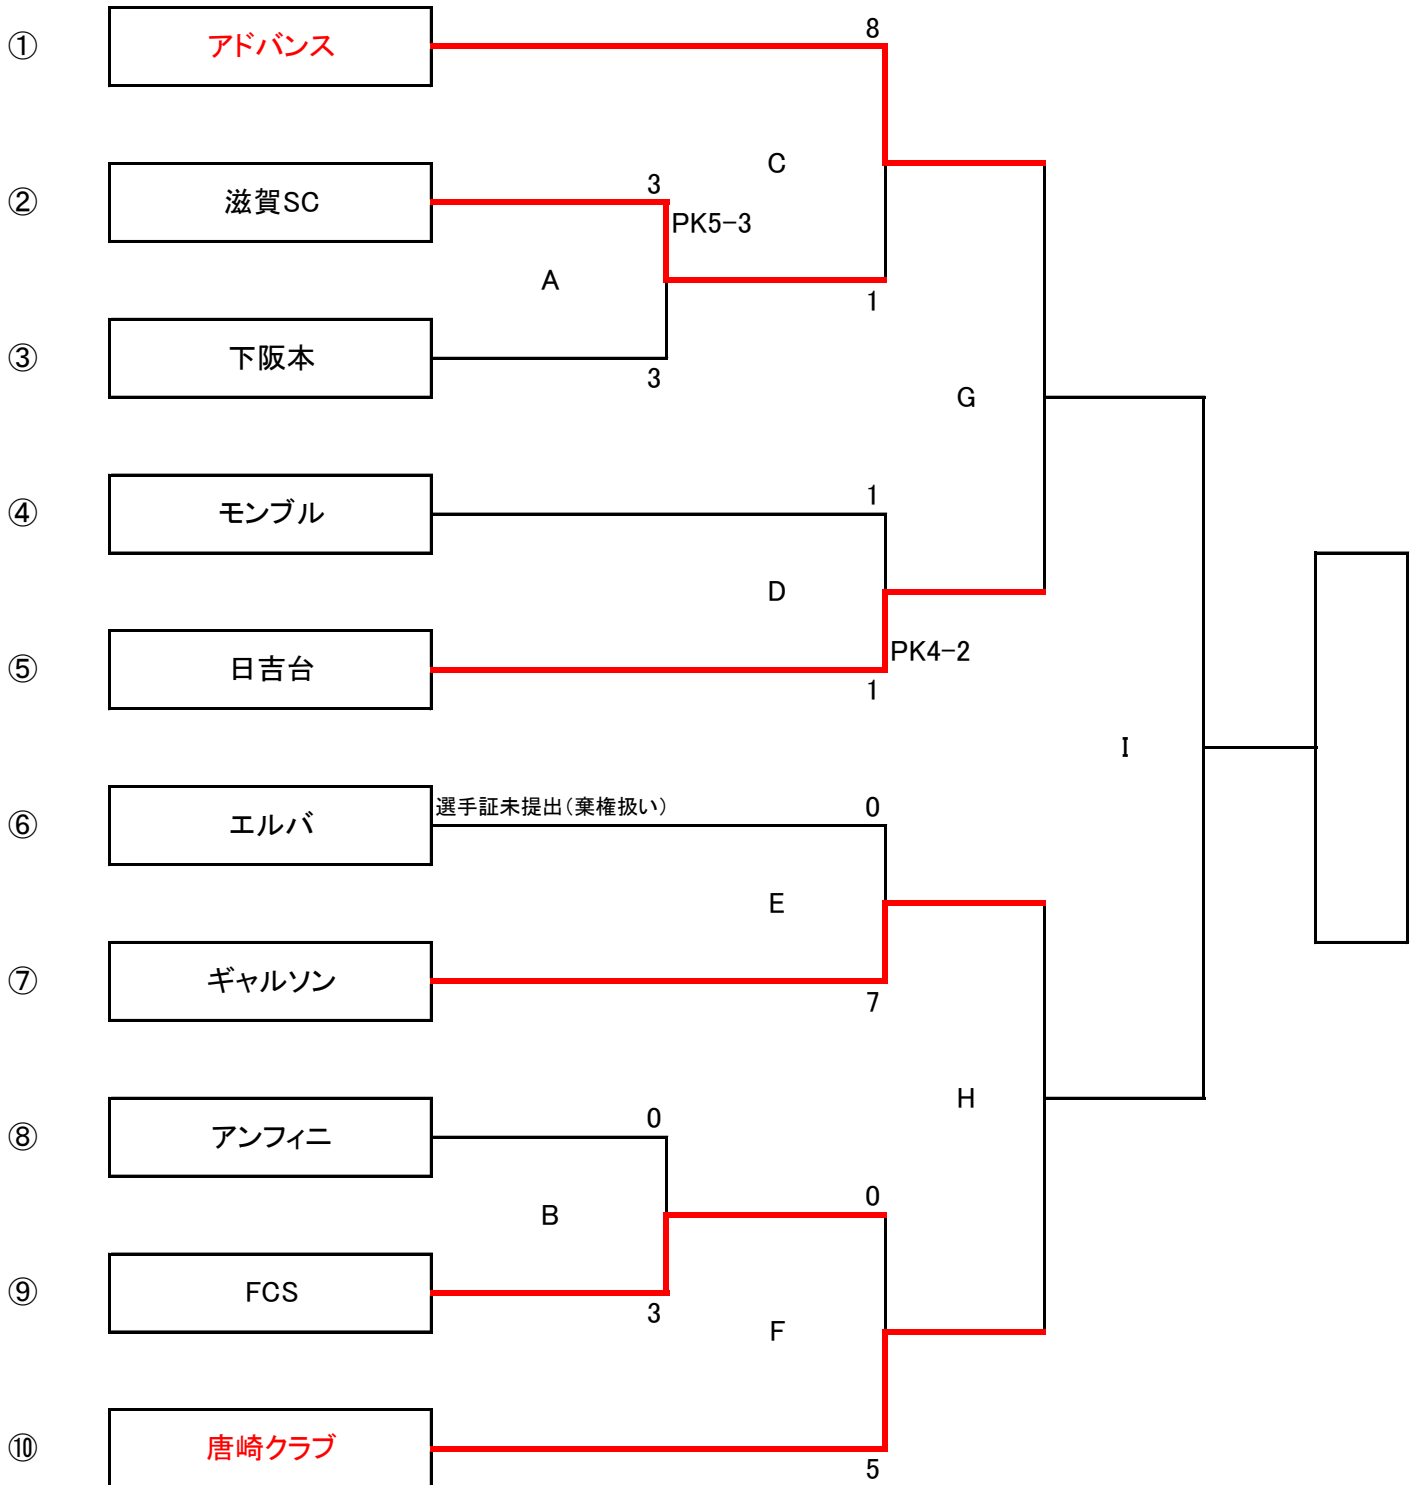 ① アドバンス 8
C
② 滋賀SC 3
PK5-3
A
1
③ 下阪本
3
G
④ モンブル 1
D
⑤ 日吉台 PK4-2
1
I
⑥ エルバ 選手証未提出(棄権扱い) 0
E
⑦ ギャルソン
7
H
⑧ アンフィニ 0
0
B
⑨ FCS
3
F
⑩ 唐崎クラブ
5